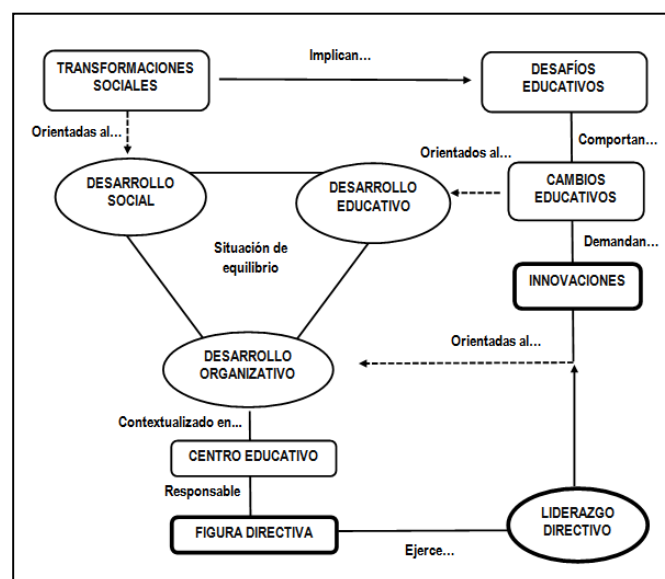 Implican...
TRANSFORMACIONES
SOCIALES
DESAFÍOS
EDUCATIVOS
Orientadas al...
Comportan...
Orientados al...
DESARROLLO
SOCIAL
DESARROLLO
EDUCATIVO
CAMBIOS
EDUCATIVOS
Situación de
equilibrio
Demandan...
INNOVACIONES
Orientadas al...
DESARROLLO
ORGANIZATIVO
Contextualizado en...
CENTRO EDUCATIVO
Responsable
FIGURA DIRECTIVA
Ejerce...
LIDERAZGO
DIRECTIVO